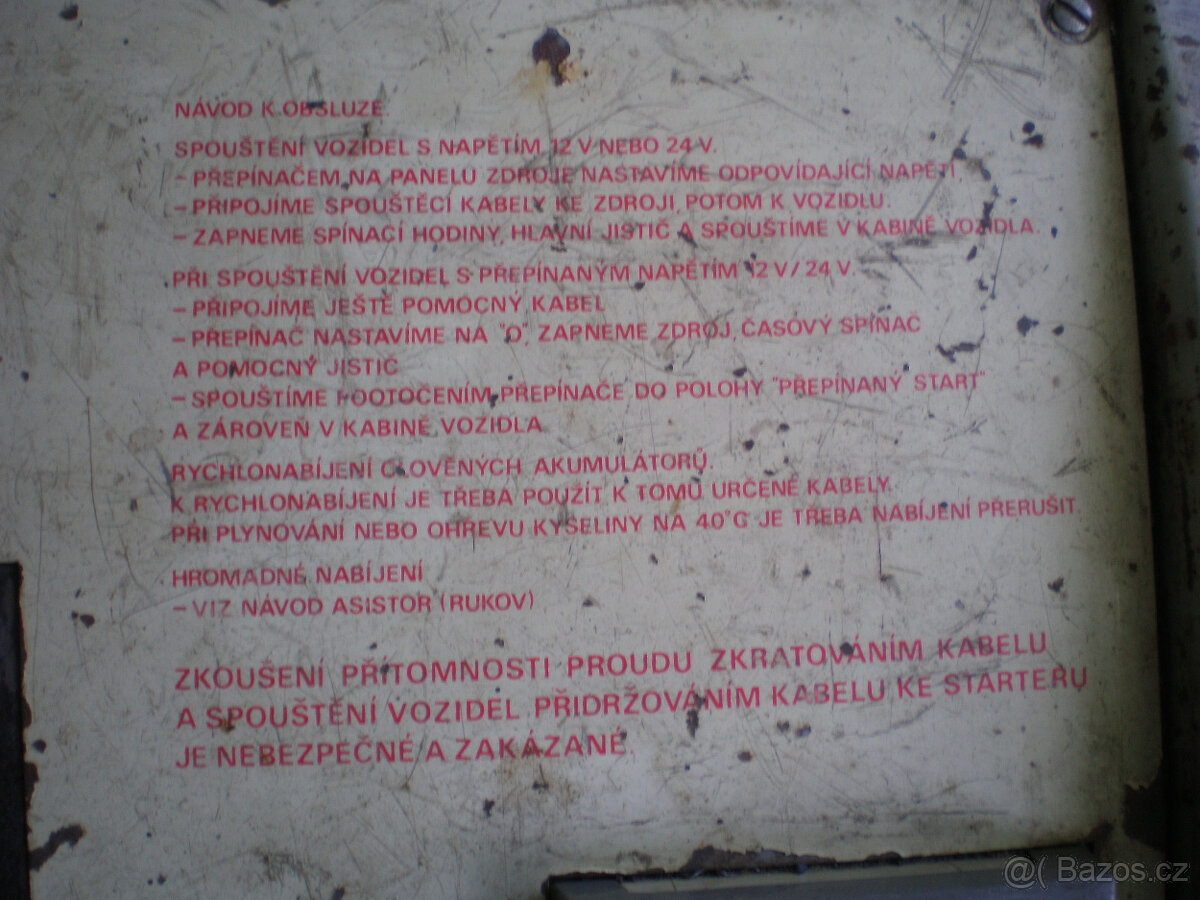 NÁVOD K OBSLUZE.
SPOUŠTĚNÍ VOZIDEL S NAPĚTÍM 12 V NEBO 24 V.
- PŘEPÍNAČEM NA PANELU ZDROJE NASTAVÍME ODPOVÍDAJÍCÍ NAPĚTÍ,
- PŘIPOJÍME SPOUŠTĚCÍ KABELY KE ZDROJI, POTOM K VOZIDLU.
- ZAPNEME SPÍNACÍ HODINY, HLAVNÍ JISTIČ A SPOUŠTÍME V KABINĚ VOZIDLA.
PŘI SPOUŠTĚNÍ VOZIDEL S PŘEPÍNANÝM NAPĚTÍM 12 V / 24 V.
- PŘIPOJÍME JEŠTĚ POMOCNÝ KABEL
- PŘEPÍNAČ NASTAVÍME NA "O", ZAPNEME ZDROJ, ČASOVÝ SPÍNAČ
A POMOCNÝ JISTIČ
- SPOUŠTÍME POOTOČENÍM PŘEPÍNAČE DO POLOHY "PŘEPÍNANÝ START"
A ZÁROVEŇ V KABINĚ VOZIDLA
RYCHLONABÍJENÍ OLOVĚNÝCH AKUMULÁTORŮ.
K RYCHLONABÍJENÍ JE TŘEBA POUŽÍT K TOMU URČENÉ KABELY.
PŘI PLYNOVÁNÍ NEBO OHŘEVU KYSELINY NA 40°C JE TŘEBA NABÍJENÍ PŘERUŠIT.
HROMADNÉ NABÍJENÍ
- VIZ NÁVOD ASISTOR (RUKOV)
ZKOUŠENÍ PŘÍTOMNOSTI PROUDU ZKRATOVÁNÍM KABELU
A SPOUŠTĚNÍ VOZIDEL PŘIDRŽOVÁNÍM KABELU KE STARTERU
JE NEBEZPEČNÉ A ZAKÁZANÉ.
@( Bazos.cz